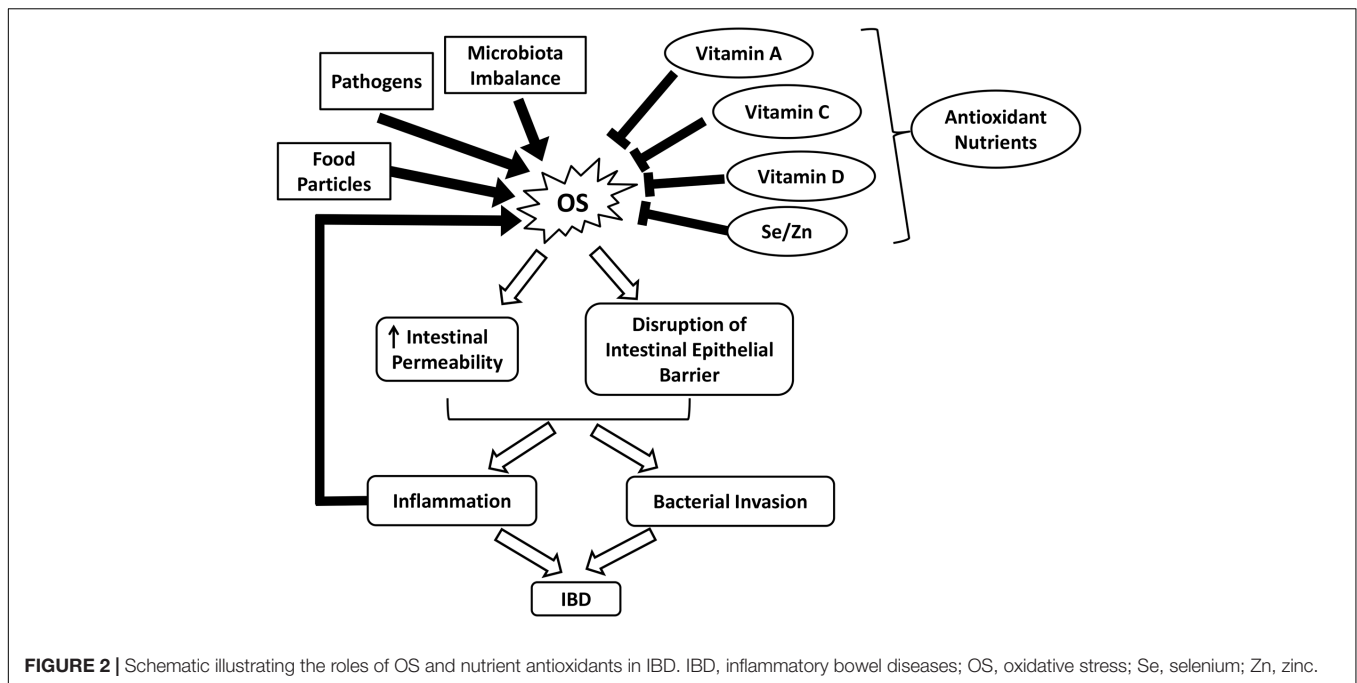 Microbiota
Imbalance
Pathogens
Food
Particles
Vitamin A
Vitamin C
Vitamin D
Se/Zn
Antioxidant
Nutrients
OS
↑ Intestinal
Permeability
Disruption of
Intestinal Epithelial
Barrier
Inflammation
Bacterial Invasion
IBD
FIGURE 2 | Schematic illustrating the roles of OS and nutrient antioxidants in IBD. IBD, inflammatory bowel diseases; OS, oxidative stress; Se, selenium; Zn, zinc.